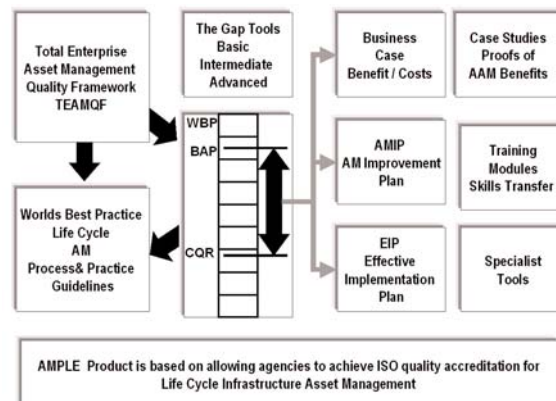 Total Enterprise
Asset Management
Quality Framework
TEAMQF
The Gap Tools
Basic
Intermediate
Advanced
Business
Case
Benefit / Costs
Case Studies
Proofs of
AAM Benefits
WBP
BAP
CQR
AMIP
AM Improvement
Plan
Training
Modules
Skills Transfer
Worlds Best Practice
Life Cycle
AM
Process& Practice
Guidelines
EIP
Effective
Implementation
Plan
Specialist
Tools
AMPLE Product is based on allowing agencies to achieve ISO quality accreditation for
Life Cycle Infrastructure Asset Management